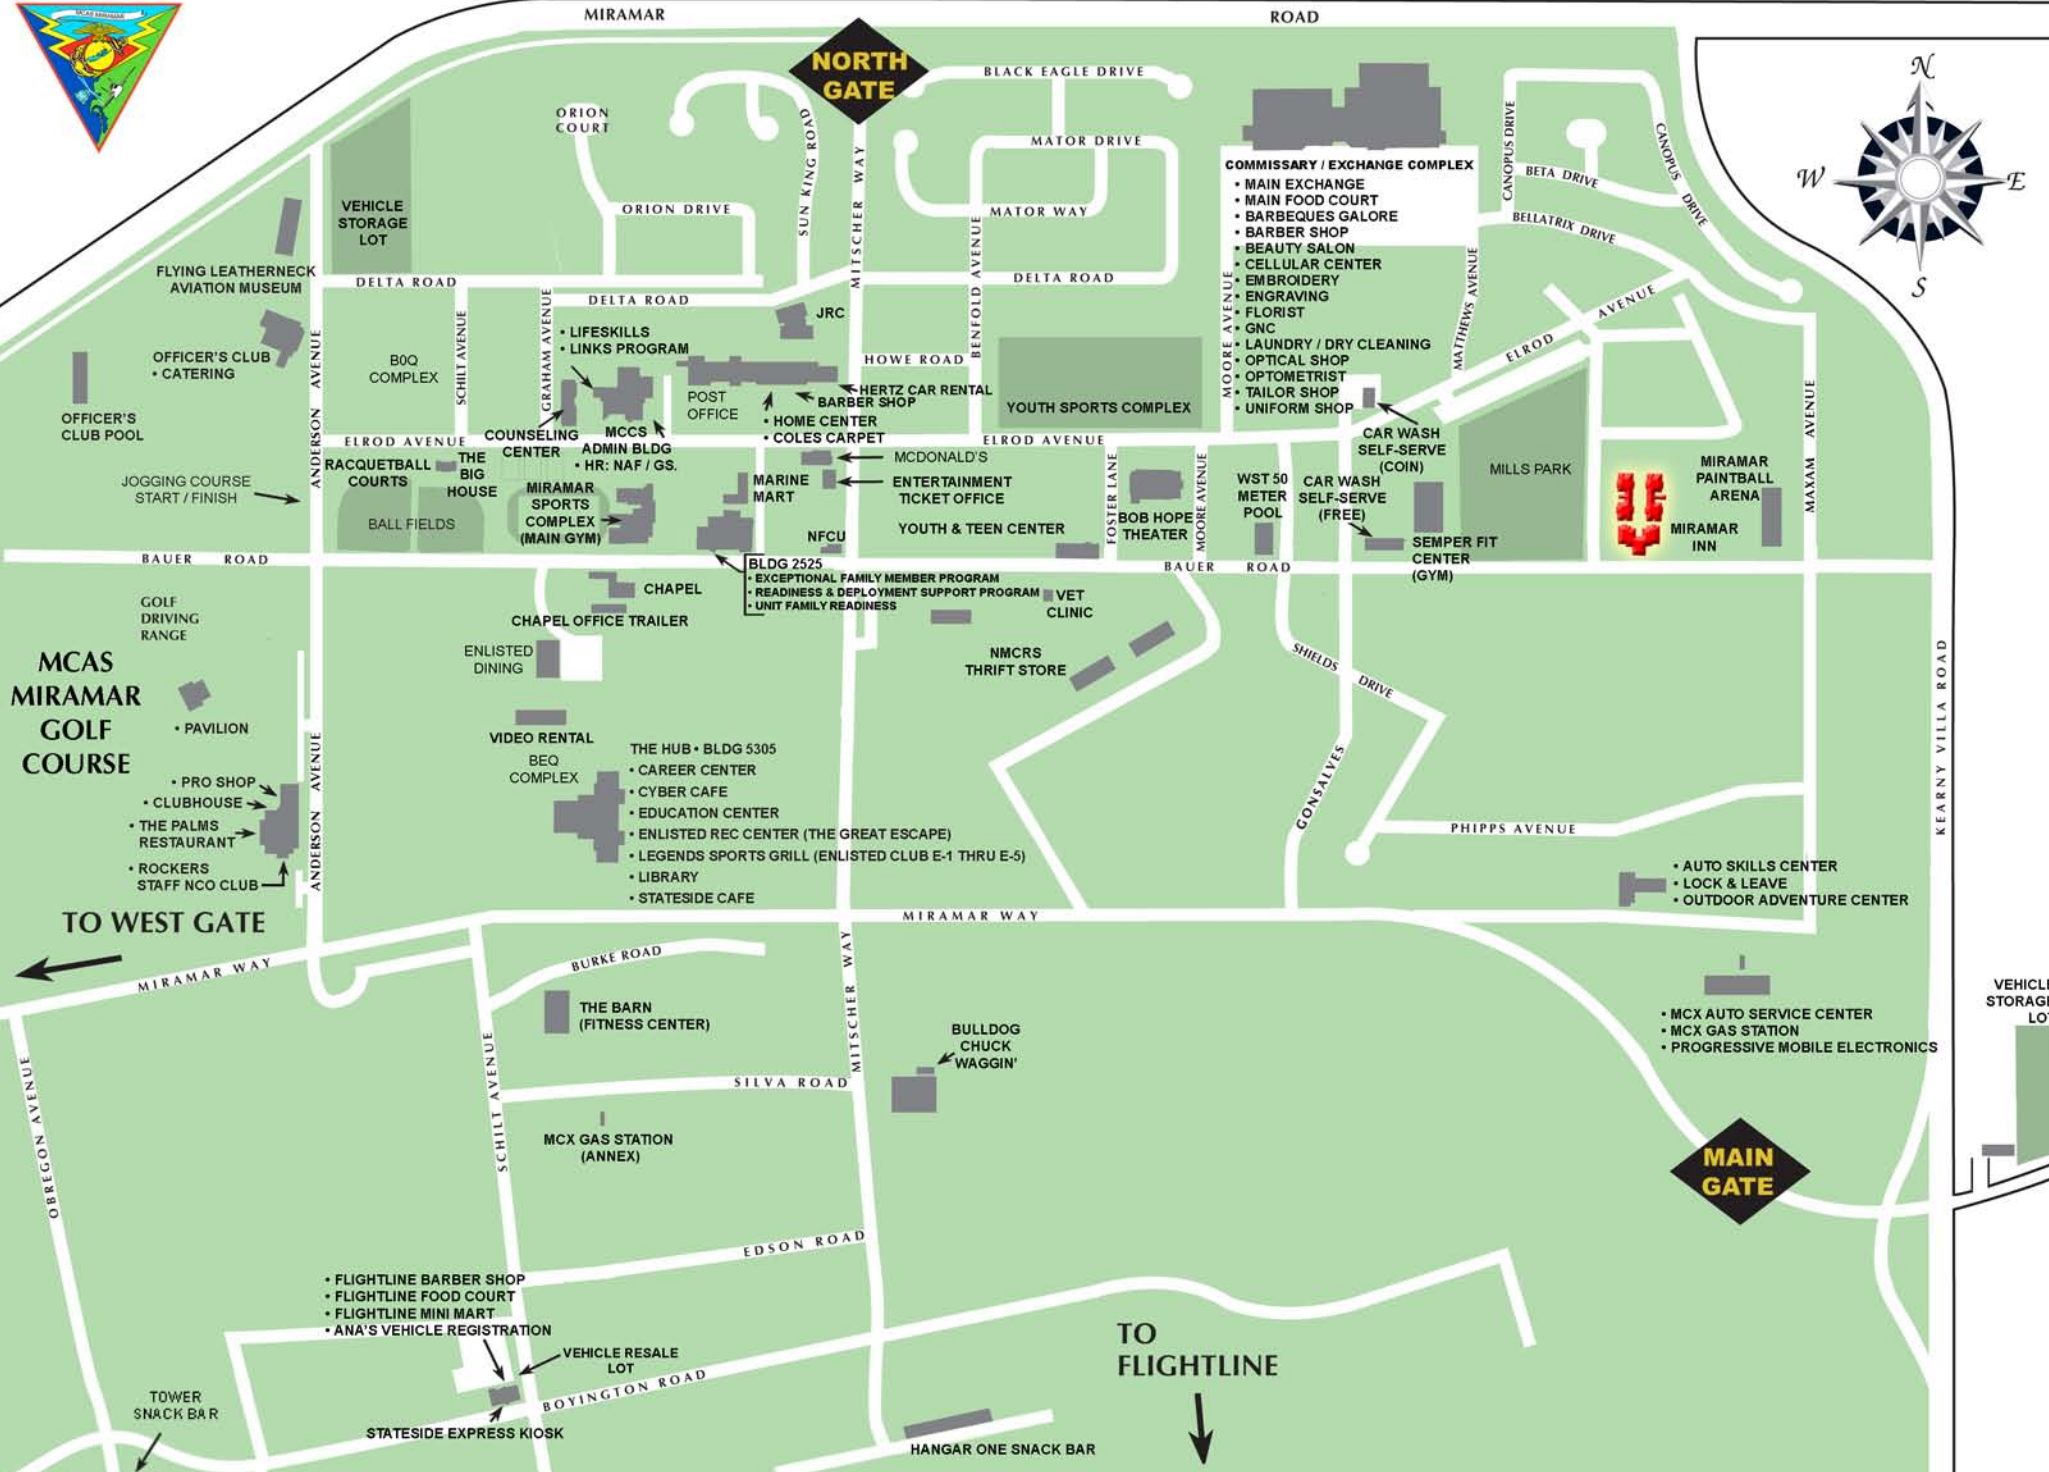 MCAS MIRAMAR
MIRAMAR
ROAD
NORTH
GATE
BLACK EAGLE DRIVE
N
W
E
S
ORION
COURT
SUN KING ROAD
MITSCHER WAY
MATOR DRIVE
CANOPUS DRIVE
CANOPUS DRIVE
COMMISSARY / EXCHANGE COMPLEX
• MAIN EXCHANGE
• MAIN FOOD COURT
• BARBEQUES GALORE
• BARBER SHOP
• BEAUTY SALON
• CELLULAR CENTER
• EMBROIDERY
• ENGRAVING
• FLORIST
• GNC
• LAUNDRY / DRY CLEANING
• OPTICAL SHOP
• OPTOMETRIST
• TAILOR SHOP
• UNIFORM SHOP
BETA DRIVE
BELLATRIX DRIVE
VEHICLE
STORAGE
LOT
ORION DRIVE
MATOR WAY
BENFOLD AVENUE
MOORE AVENUE
MATTHEWS AVENUE
FLYING LEATHERNECK
AVIATION MUSEUM
DELTA ROAD
DELTA ROAD
DELTA ROAD
ELROD AVENUE
JRC
• LIFESKILLS
• LINKS PROGRAM
ANDERSON AVENUE
SCHILT AVENUE
GRAHAM AVENUE
OFFICER'S CLUB
• CATERING
B0Q
COMPLEX
HOWE ROAD
OFFICER'S
CLUB POOL
POST
OFFICE
HERTZ CAR RENTAL
BARBER SHOP
• HOME CENTER
• COLES CARPET
YOUTH SPORTS COMPLEX
MAXAM AVENUE
ELROD AVENUE
COUNSELING
CENTER
MCCS
ADMIN BLDG
• HR: NAF / GS.
ELROD AVENUE
CAR WASH
SELF-SERVE
(COIN)
RACQUETBALL
COURTS
THE
BIG
HOUSE
MCDONALD'S
ENTERTAINMENT
TICKET OFFICE
MARINE
MART
JOGGING COURSE
START / FINISH
MIRAMAR
SPORTS
COMPLEX
(MAIN GYM)
BALL FIELDS
YOUTH & TEEN CENTER
FOSTER LANE
BOB HOPE
THEATER
MOORE AVENUE
WST 50
METER
POOL
CAR WASH
SELF-SERVE
(FREE)
MILLS PARK
MIRAMAR
PAINTBALL
ARENA
MIRAMAR
INN
SEMPER FIT
CENTER
(GYM)
NFCU
BAUER ROAD
BAUER ROAD
BLDG 2525
• EXCEPTIONAL FAMILY MEMBER PROGRAM
• READINESS & DEPLOYMENT SUPPORT PROGRAM
• UNIT FAMILY READINESS
CHAPEL
CHAPEL OFFICE TRAILER
VET
CLINIC
GOLF
DRIVING
RANGE
ENLISTED
DINING
NMCRS
THRIFT STORE
SHIELDS DRIVE
KEARNY VILLA ROAD
MCAS
MIRAMAR
GOLF
COURSE
• PAVILION
VIDEO RENTAL
BEQ
COMPLEX
THE HUB • BLDG 5305
• CAREER CENTER
• CYBER CAFE
• EDUCATION CENTER
• ENLISTED REC CENTER (THE GREAT ESCAPE)
• LEGENDS SPORTS GRILL (ENLISTED CLUB E-1 THRU E-5)
• LIBRARY
• STATESIDE CAFE
• PRO SHOP
• CLUBHOUSE
• THE PALMS
RESTAURANT
• ROCKERS
STAFF NCO CLUB
ANDERSON AVENUE
GONSALVES
PHIPPS AVENUE
• AUTO SKILLS CENTER
• LOCK & LEAVE
• OUTDOOR ADVENTURE CENTER
TO WEST GATE
MIRAMAR WAY
MIRAMAR WAY
BURKE ROAD
MITSCHER WAY
THE BARN
(FITNESS CENTER)
BULLDOG
CHUCK
WAGGIN'
• MCX AUTO SERVICE CENTER
• MCX GAS STATION
• PROGRESSIVE MOBILE ELECTRONICS
VEHICLE
STORAGE
LOT
OBREGON AVENUE
SCHILT AVENUE
SILVA ROAD
MCX GAS STATION
(ANNEX)
MAIN
GATE
EDSON ROAD
• FLIGHTLINE BARBER SHOP
• FLIGHTLINE FOOD COURT
• FLIGHTLINE MINI MART
• ANA'S VEHICLE REGISTRATION
VEHICLE RESALE
LOT
BOYINGTON ROAD
TO
FLIGHTLINE
TOWER
SNACK BAR
STATESIDE EXPRESS KIOSK
HANGAR ONE SNACK BAR